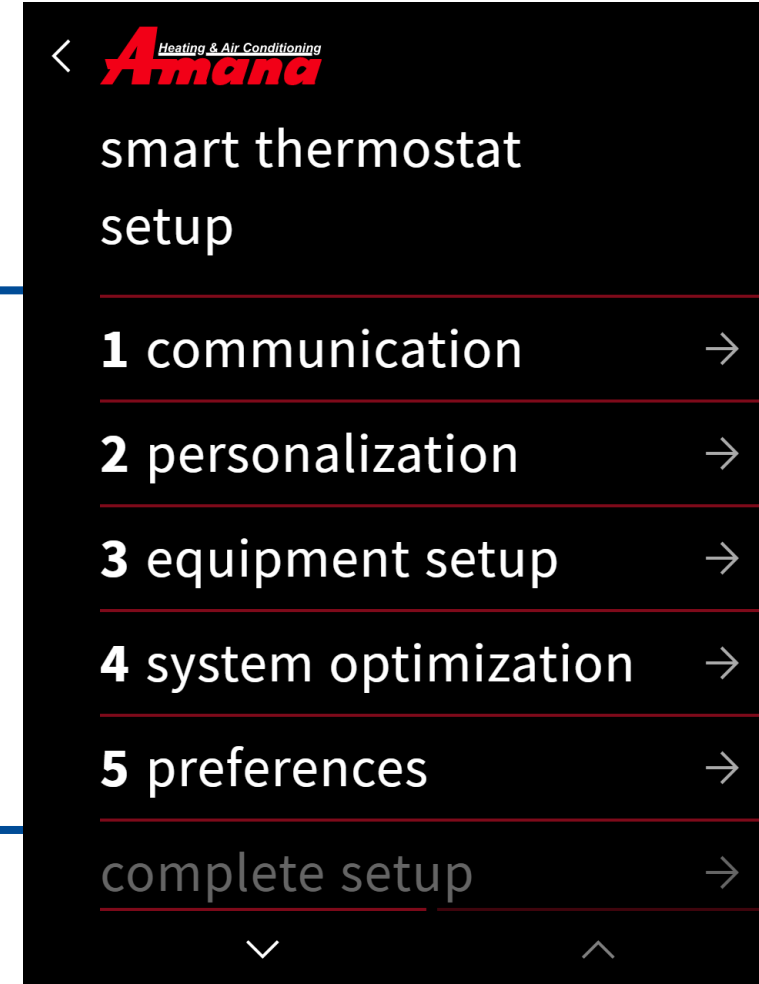 Heating & Air Conditioning
Amana
smart thermostat
setup
1 communication
2 personalization
3 equipment setup
4 system optimization
5 preferences
complete setup